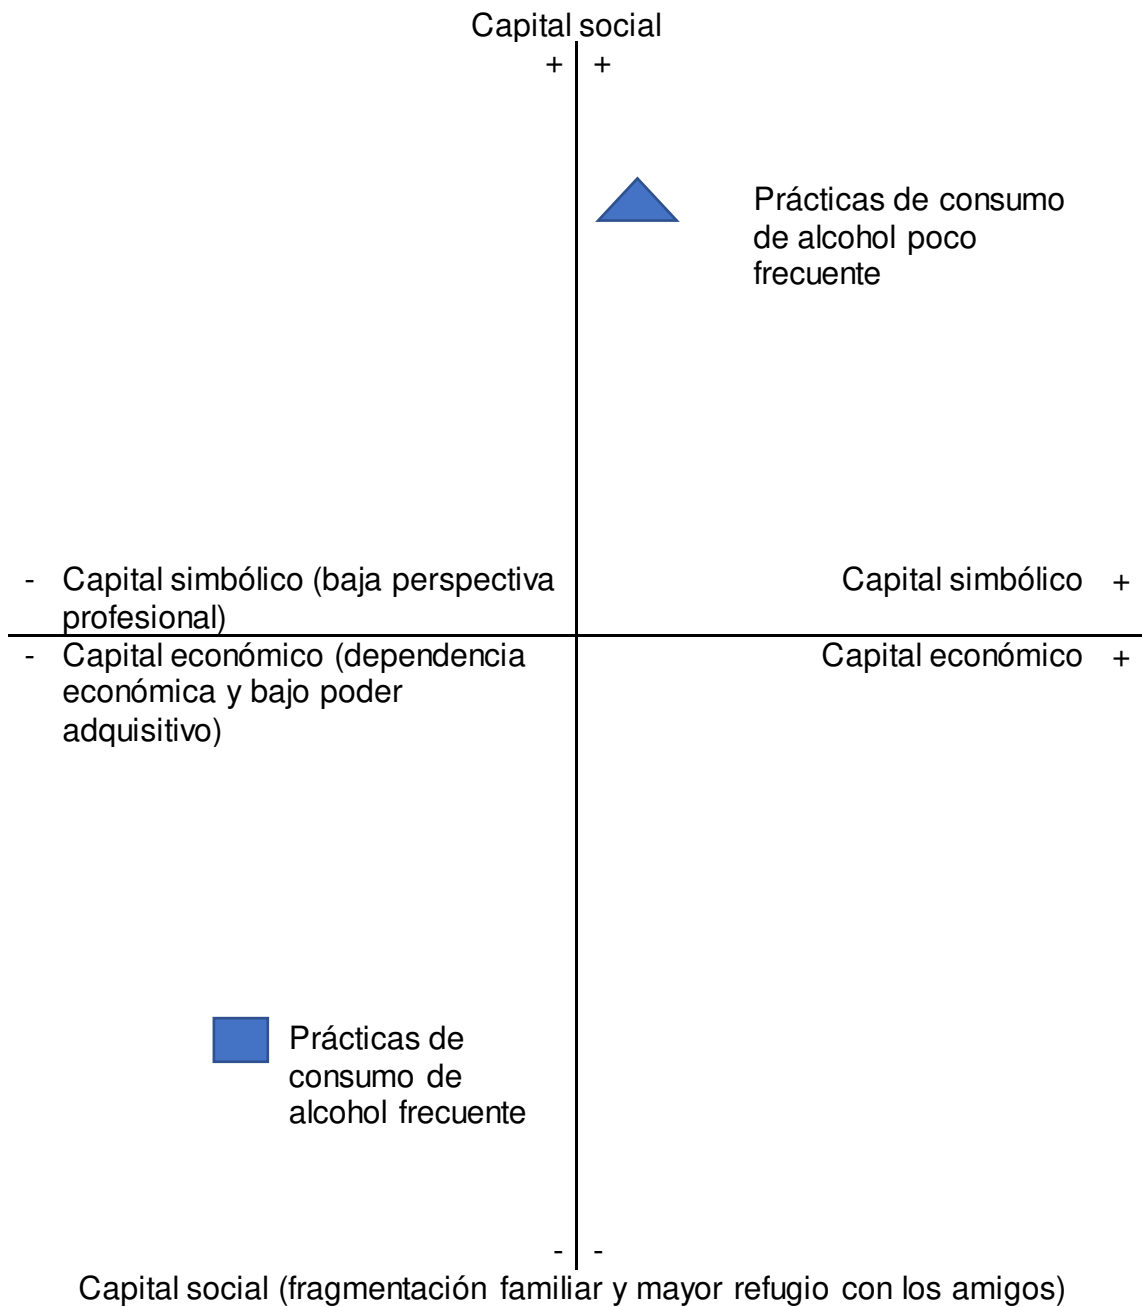 Capital social
+ +
Prácticas de consumo
de alcohol poco
frecuente
- Capital simbólico (baja perspectiva
profesional)
Capital simbólico +
- Capital económico (dependencia
económica y bajo poder
adquisitivo)
Capital económico +
Prácticas de
consumo de
alcohol frecuente
- -
Capital social (fragmentación familiar y mayor refugio con los amigos)